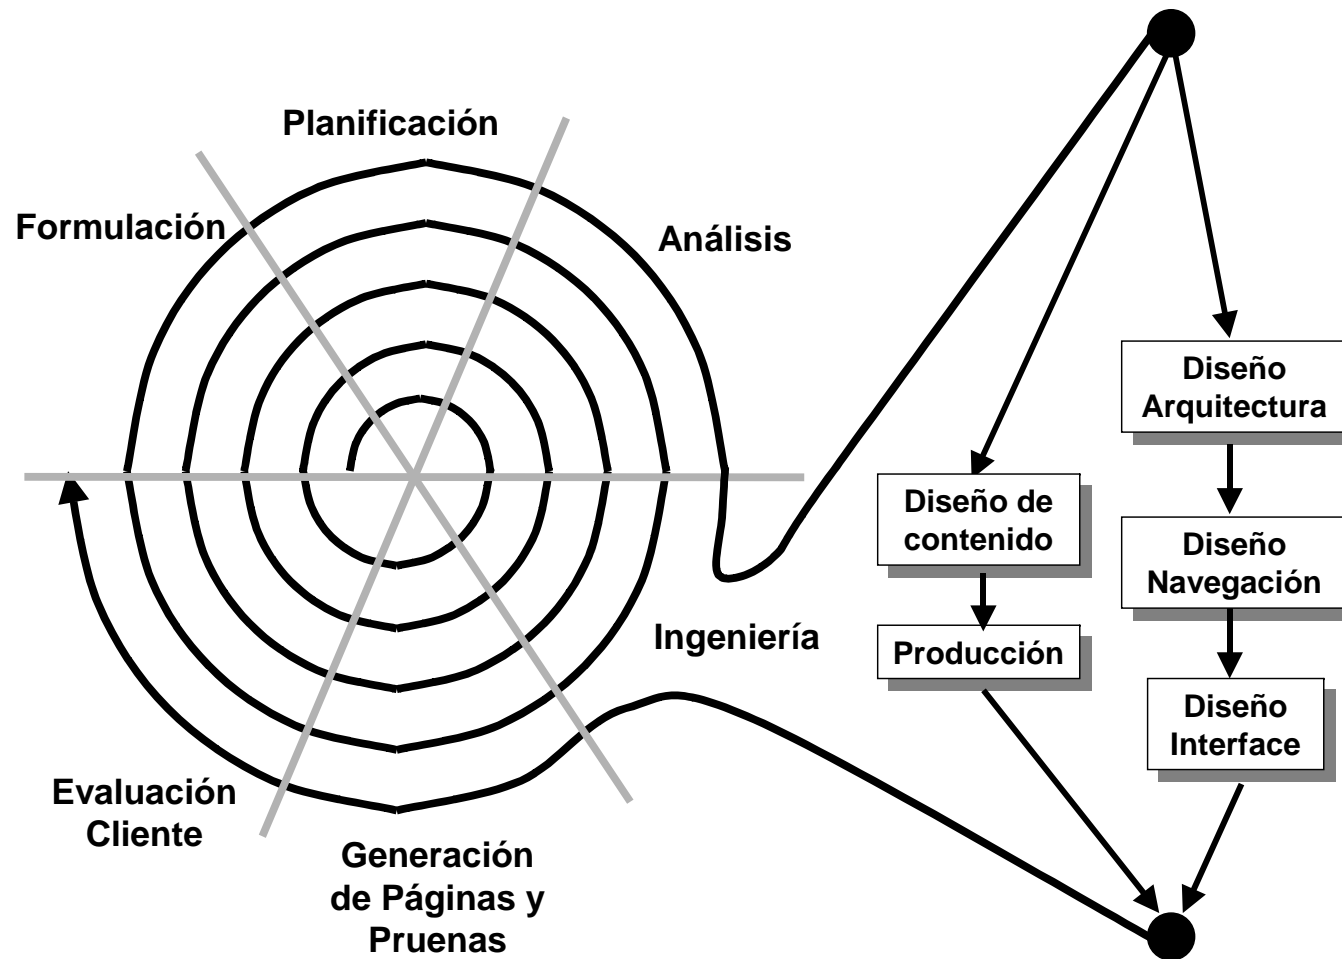 Planificación
Formulación
Análisis
Ingeniería
Generación
de Páginas y
Pruenas
Evaluación
Cliente
Diseño de
contenido
Producción
Diseño
Arquitectura
Diseño
Navegación
Diseño
Interface